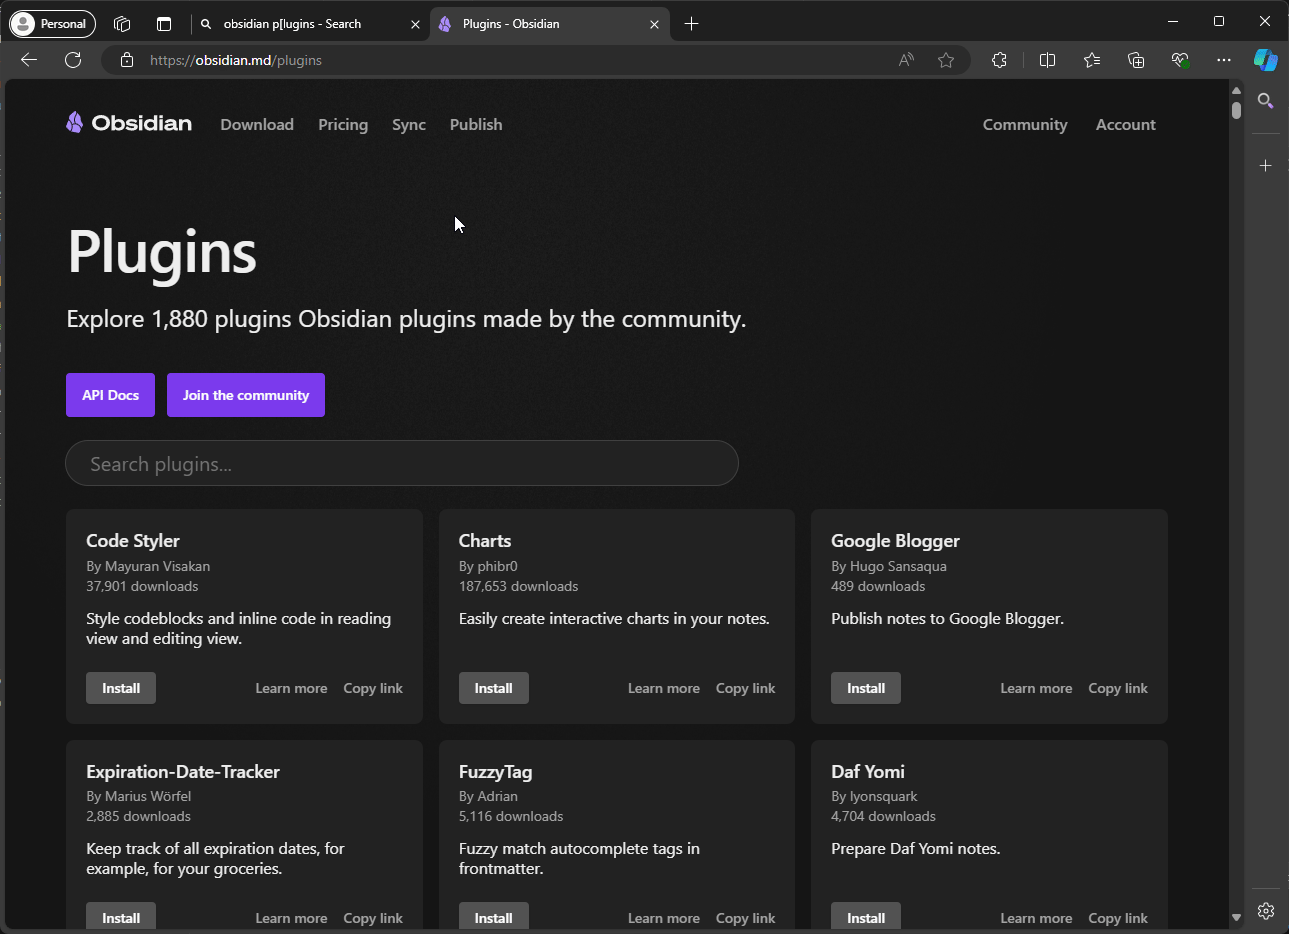 Personal
obsidian p[lugins - Search
Plugins - Obsidian
https://obsidian.md/plugins
Obsidian
Download
Pricing
Sync
Publish
Community
Account
Plugins
Explore 1,880 plugins Obsidian plugins made by the community.
API Docs
Join the community
Search plugins...
Code Styler
By Mayuran Visakan
37,901 downloads
Style codeblocks and inline code in reading
view and editing view.
Install
Learn more
Copy link
Charts
By phibr0
187,653 downloads
Easily create interactive charts in your notes.
Install
Learn more
Copy link
Google Blogger
By Hugo Sansaqua
489 downloads
Publish notes to Google Blogger.
Install
Learn more
Copy link
Expiration-Date-Tracker
By Marius Wörfel
2,885 downloads
Keep track of all expiration dates, for
example, for your groceries.
Install
Learn more
Copy link
FuzzyTag
By Adrian
5,116 downloads
Fuzzy match autocomplete tags in
frontmatter.
Install
Learn more
Copy link
Daf Yomi
By lyonsquark
4,704 downloads
Prepare Daf Yomi notes.
Install
Learn more
Copy link